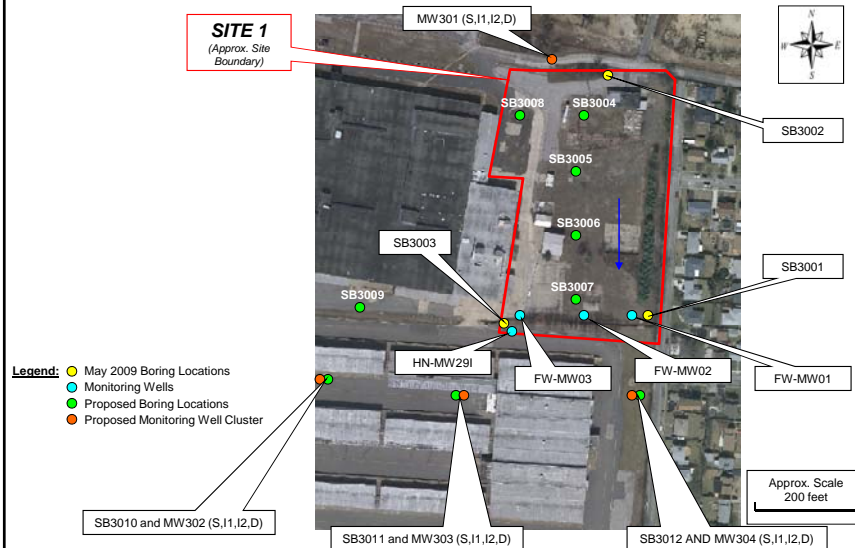 MW301 (S,I1,I2,D)
SITE 1
(Approx. Site
Boundary)
N
W E
S
SB3008
SB3004
SB3002
SB3005
SB3006
SB3003
SB3001
SB3007
SB3009
HN-MW29I
FW-MW03
FW-MW02
FW-MW01
Legend:
May 2009 Boring Locations
Monitoring Wells
Proposed Boring Locations
Proposed Monitoring Well Cluster
Approx. Scale
200 feet
SB3010 and MW302 (S,I1,I2,D)
SB3011 and MW303 (S,I1,I2,D)
SB3012 AND MW304 (S,I1,I2,D)